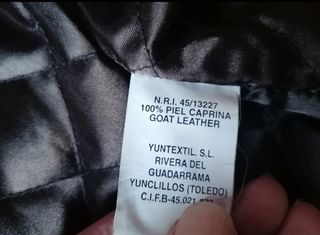 N.R.I. 45/13227
100% PIEL CAPRINA
GOAT LEATHER
YUNTEXTIL S.L.
RIVERA DEL
GUADARRAMA
YUNCLILLOS (TOLEDO)